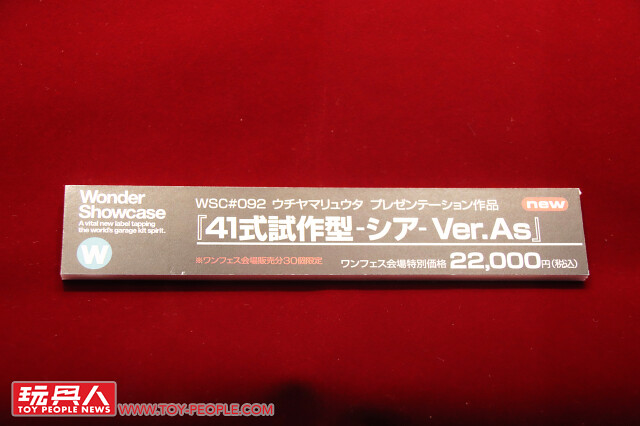 Wonder
Showcase
A vital new label tapping
the world's garage kit spirit.
W
WSC#092 ウチヤマリュウタ プレゼンテーション作品
new
『41式試作型-シア- Ver.As』
※ワンフェス会場販売分30個限定
ワンフェス会場特別価格 22,000円(税込)
玩具人
TOY PEOPLE NEWS
WWW.TOY-PEOPLE.COM